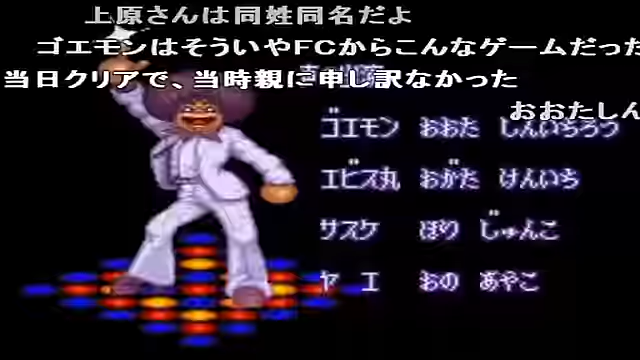 上原さんは同姓同名だよ
ゴエモンはそういやFCからこんなゲームだった
当日クリアで、当時親に申し訳なかった
おおたしん
ゴエモン おおた しんいちろう
エビス丸 おがた けんいち
サスケ ほり じゅんこ
ヤエ おの あやこ